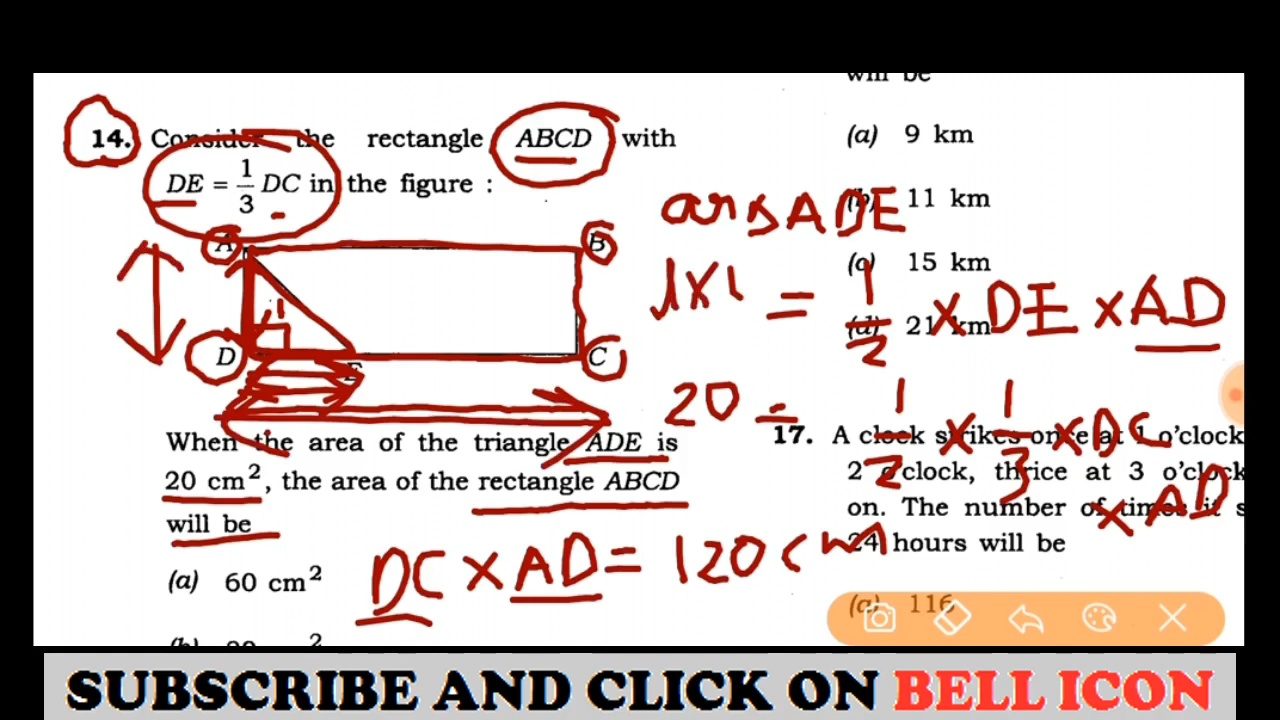 14. Consider the rectangle ABCD with
DE = 1/3 DC in the figure :
A
B
D
E
C
When the area of the triangle ADE is
20 cm², the area of the rectangle ABCD
will be
(a) 60 cm²
will be
(a) 9 km
(b) 11 km
(c) 15 km
(d) 21 km
17. A clock strikes once at 1 o'clock
2 o'clock, thrice at 3 o'clock
on. The number of times it s
24 hours will be
(a) 116
ar △ ADE
= 1/2 × DE × AD
20 = 1/2 × 1/3 × DC
× AD
DC × AD = 120 cm
SUBSCRIBE AND CLICK ON BELL ICON